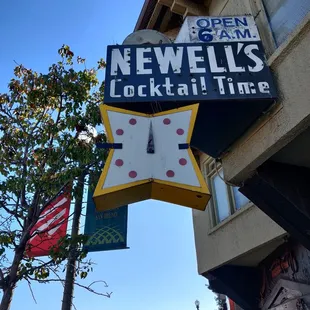 OPEN
6 A.M.
NEWELL'S
COCKTAIL TIME